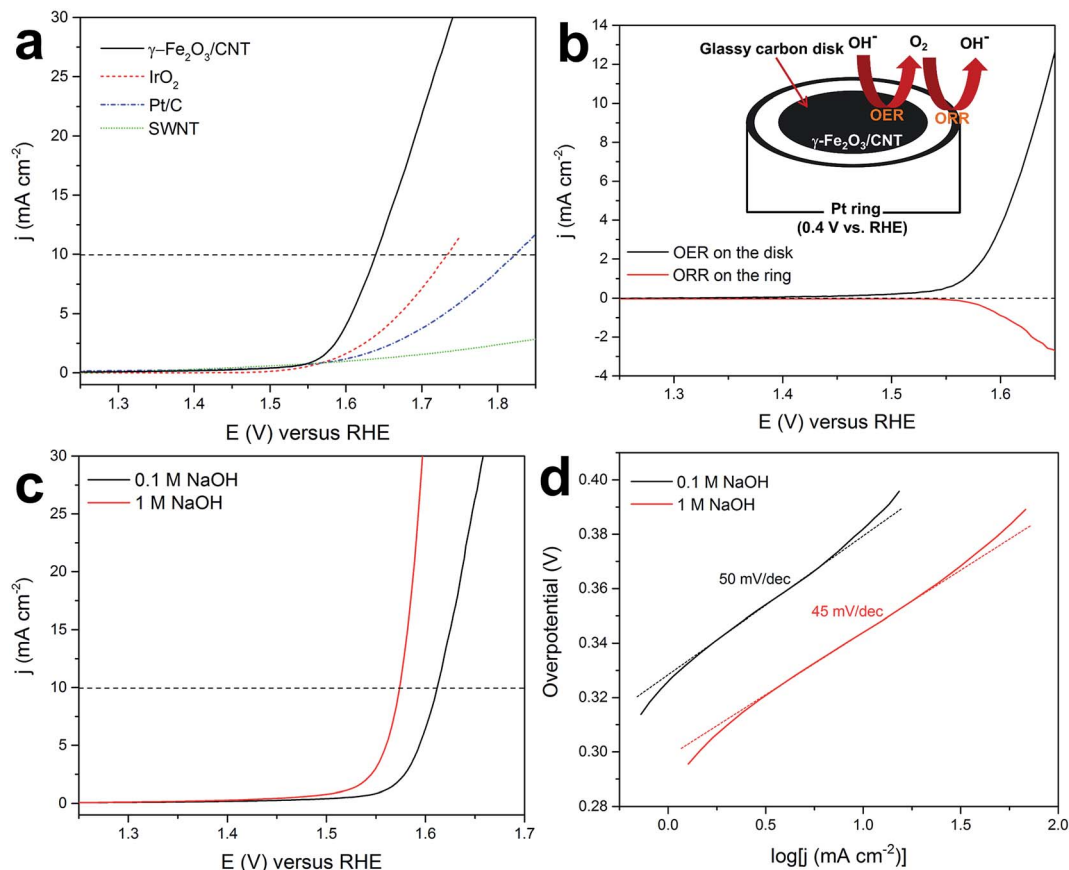 a
γ–Fe₂O₃/CNT
IrO₂
Pt/C
SWNT
30
25
20
15
10
5
0
j (mA cm⁻²)
1.3 1.4 1.5 1.6 1.7 1.8
E (V) versus RHE
b
14
12
10
8
6
4
2
0
-2
-4
j (mA cm⁻²)
Glassy carbon disk
OH⁻ O₂ OH⁻
OER ORR
γ-Fe₂O₃/CNT
Pt ring
(0.4 V vs. RHE)
OER on the disk
ORR on the ring
1.3 1.4 1.5 1.6
E (V) versus RHE
c
0.1 M NaOH
1 M NaOH
30
25
20
15
10
5
0
j (mA cm⁻²)
1.3 1.4 1.5 1.6 1.7
E (V) versus RHE
d
0.1 M NaOH
1 M NaOH
0.40
0.38
0.36
0.34
0.32
0.30
0.28
Overpotential (V)
50 mV/dec
45 mV/dec
0.0 0.5 1.0 1.5 2.0
log[j (mA cm⁻²)]